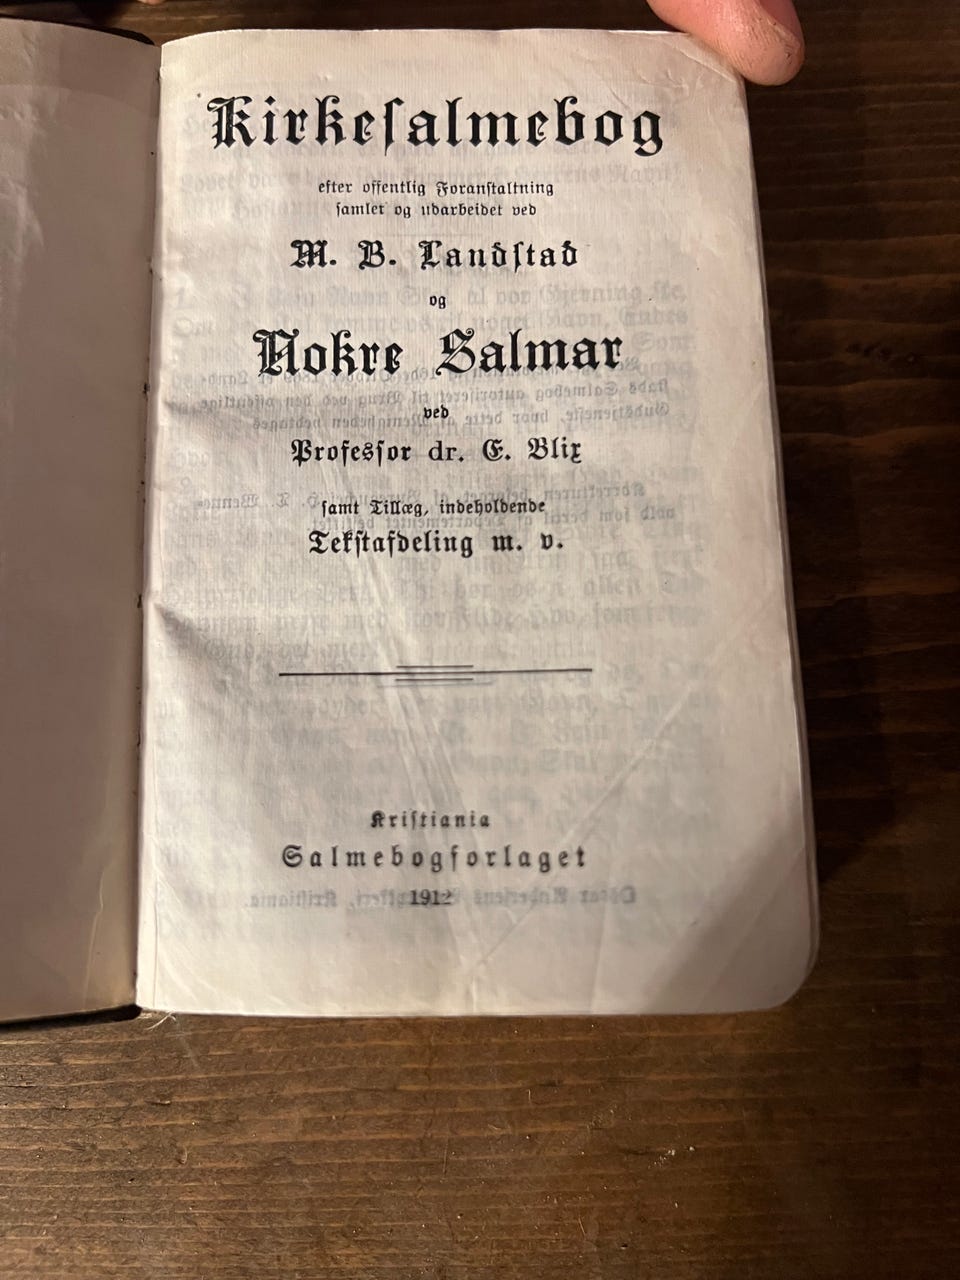 Kirkesalmebog
efter offentlig Foranstaltning
samlet og udarbeidet ved
M. B. Landstad
og
Nokre Salmar
ved
Professor dr. E. Blix
samt Tillæg, indeholdende
Tekstafdeling m. v.
Kristiania
Salmebogforlaget
1912